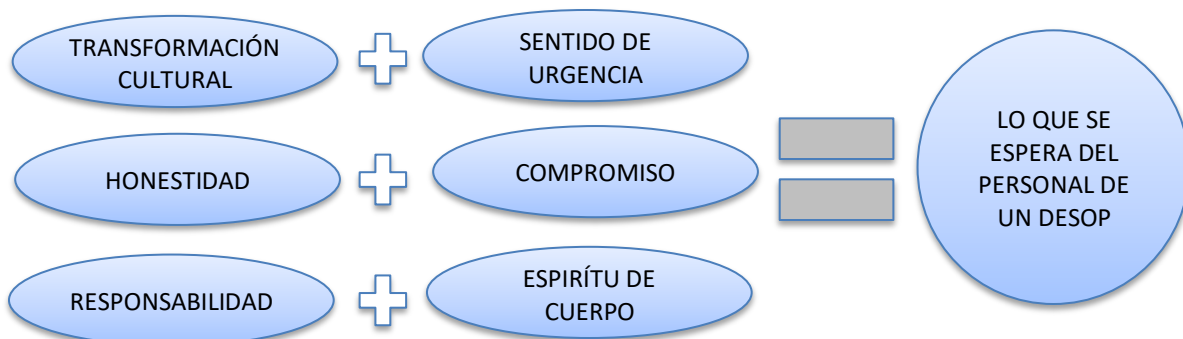 TRANSFORMACIÓN
CULTURAL
SENTIDO DE
URGENCIA
HONESTIDAD
COMPROMISO
RESPONSABILIDAD
ESPIRÍTU DE
CUERPO
LO QUE SE
ESPERA DEL
PERSONAL DE
UN DESOP